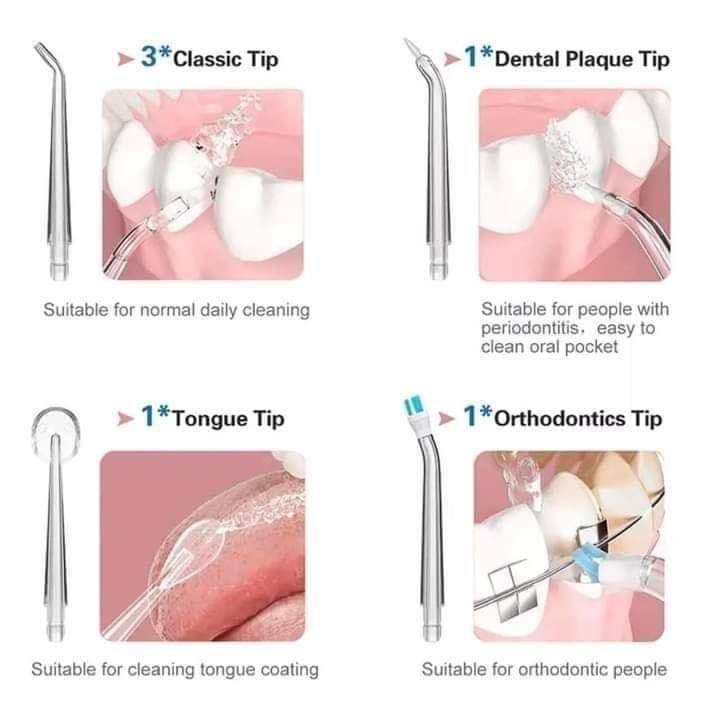 3*Classic Tip
1*Dental Plaque Tip
Suitable for normal daily cleaning
Suitable for people with
periodontitis, easy to
clean oral pocket
1*Tongue Tip
1*Orthodontics Tip
Suitable for cleaning tongue coating
Suitable for orthodontic people